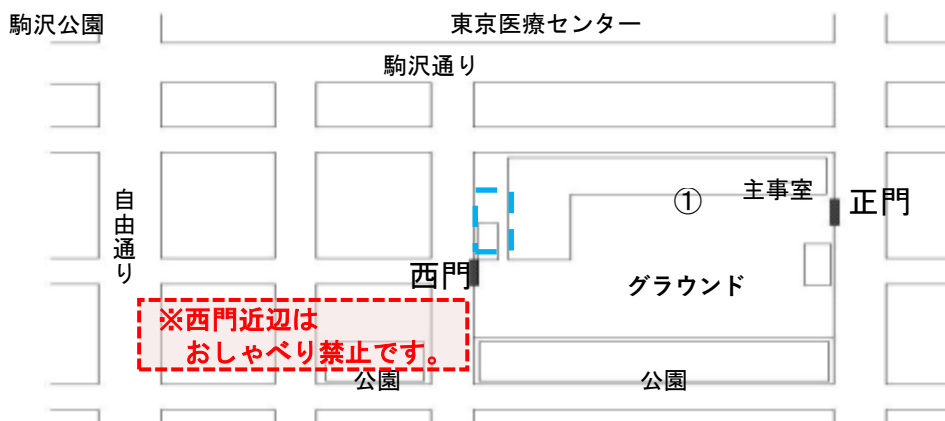 駒沢公園
東京医療センター
駒沢通り
自由通り
①
主事室
正門
西門
グラウンド
※西門近辺は
おしゃべり禁止です。
公園
公園